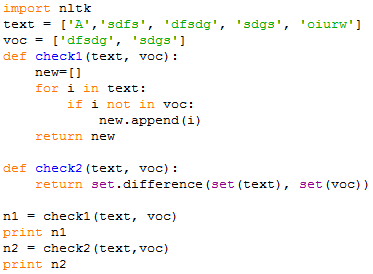 import nltk
text = ['A','sdfs', 'dfsdg', 'sdgs', 'oiurw']
voc = ['dfsdg', 'sdgs']
def check1(text, voc):
    new=[]
    for i in text:
        if i not in voc:
            new.append(i)
    return new

def check2(text, voc):
    return set.difference(set(text), set(voc))

n1 = check1(text, voc)
print n1
n2 = check2(text,voc)
print n2